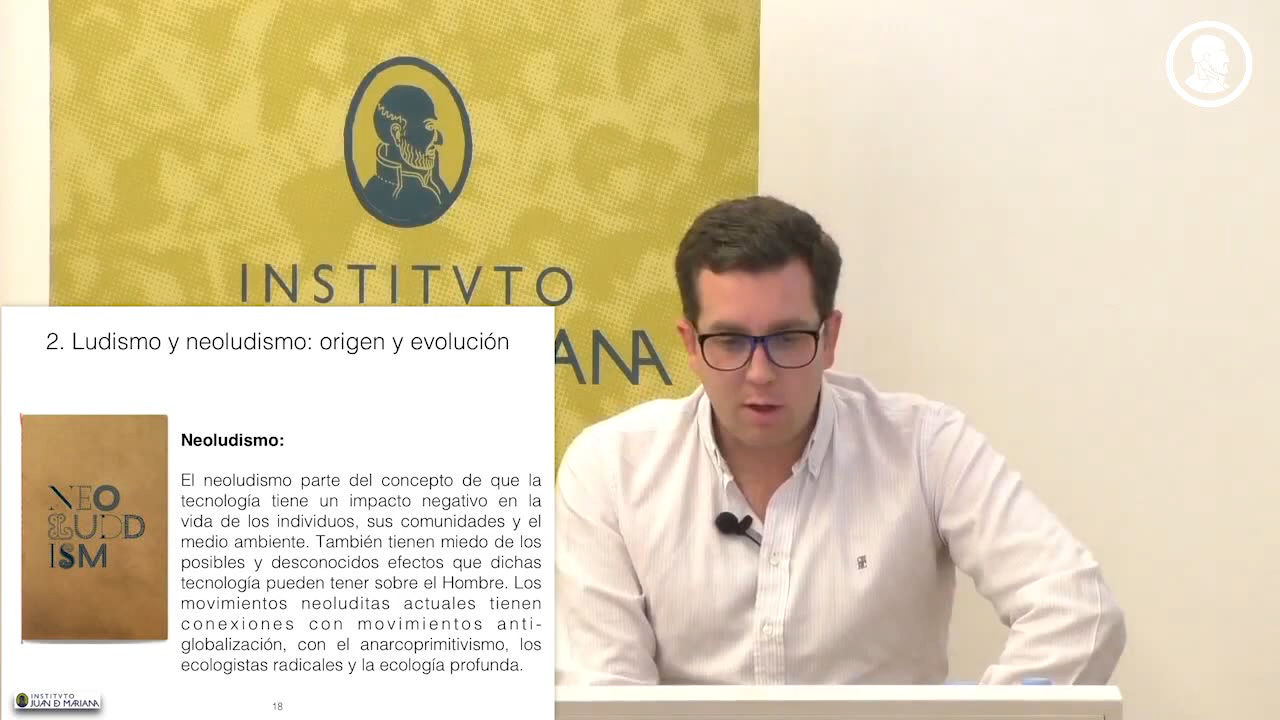 INSTITVTO
ANA
2. Ludismo y neoludismo: origen y evolución
NEO
LUDD
ISM
Neoludismo:
El neoludismo parte del concepto de que la
tecnología tiene un impacto negativo en la
vida de los individuos, sus comunidades y el
medio ambiente. También tienen miedo de los
posibles y desconocidos efectos que dichas
tecnología pueden tener sobre el Hombre. Los
movimientos neoluditas actuales tienen
conexiones con movimientos anti-
globalización, con el anarcoprimitivismo, los
ecologistas radicales y la ecología profunda.
INSTITVTO
JUAN DE MARIANA
18